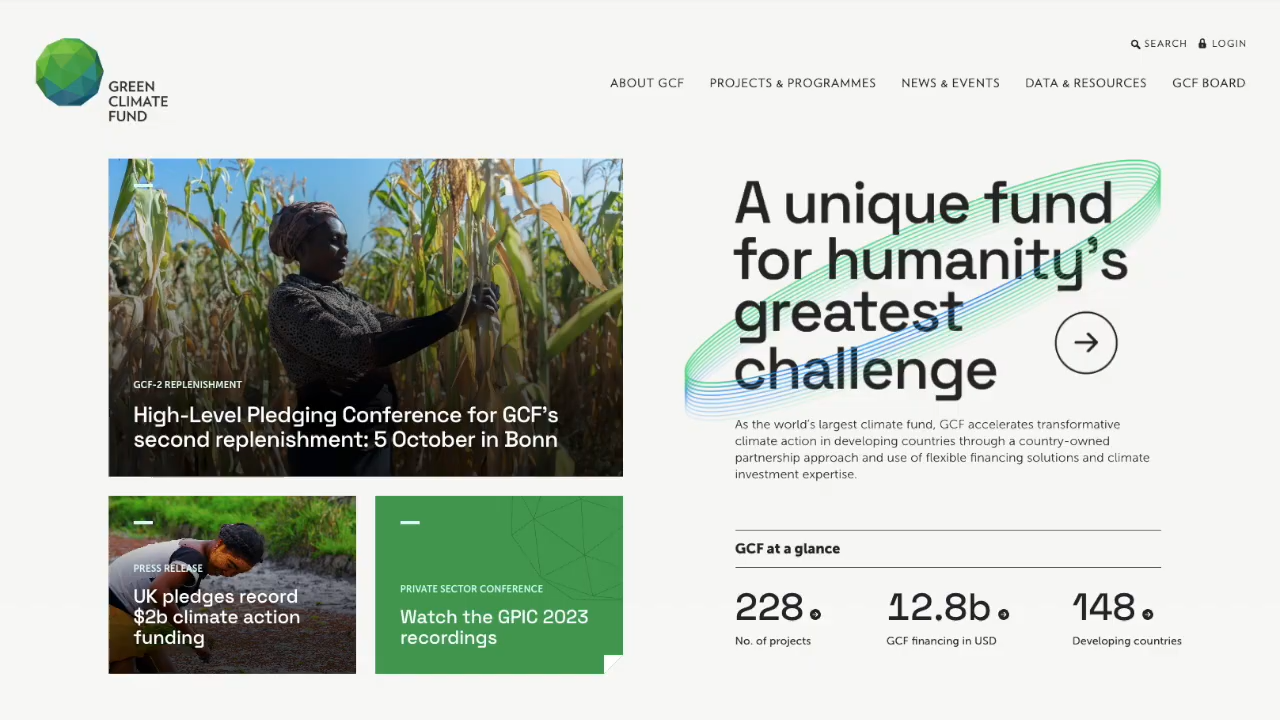 SEARCH LOGIN
GREEN
CLIMATE
FUND
ABOUT GCF PROJECTS & PROGRAMMES NEWS & EVENTS DATA & RESOURCES GCF BOARD
GCF-2 REPLENISHMENT
High-Level Pledging Conference for GCF's
second replenishment: 5 October in Bonn
PRESS RELEASE
UK pledges record
$2b climate action
funding
PRIVATE SECTOR CONFERENCE
Watch the GPIC 2023
recordings
A unique fund
for humanity's
greatest
challenge
As the world's largest climate fund, GCF accelerates transformative
climate action in developing countries through a country-owned
partnership approach and use of flexible financing solutions and climate
investment expertise.
GCF at a glance
228 12.8b 148
No. of projects GCF financing in USD Developing countries